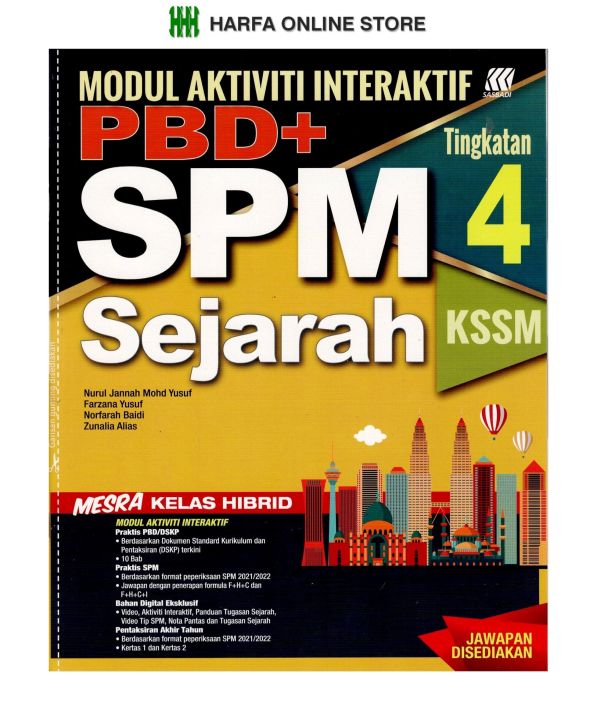 HARFA ONLINE STORE
MODUL AKTIVITI INTERAKTIF
SASBADI
PBD+
Tingkatan
4
SPM
Sejarah
KSSM
Garisan gunting disediakan
Nurul Jannah Mohd Yusuf
Farzana Yusuf
Norfarah Baidi
Zunalia Alias
MESRA KELAS HIBRID
MODUL AKTIVITI INTERAKTIF
Praktis PBD/DSKP
• Berdasarkan Dokumen Standard Kurikulum dan
Pentaksiran (DSKP) terkini
• 10 Bab
Praktis SPM
• Berdasarkan format peperiksaan SPM 2021/2022
• Jawapan dengan penerapan formula F+H+C dan
F+H+C+I
Bahan Digital Eksklusif
• Video, Aktiviti Interaktif, Panduan Tugasan Sejarah,
Video Tip SPM, Nota Pantas dan Tugasan Sejarah
Pentaksiran Akhir Tahun
• Berdasarkan format peperiksaan SPM 2021/2022
• Kertas 1 dan Kertas 2
JAWAPAN
DISEDIAKAN